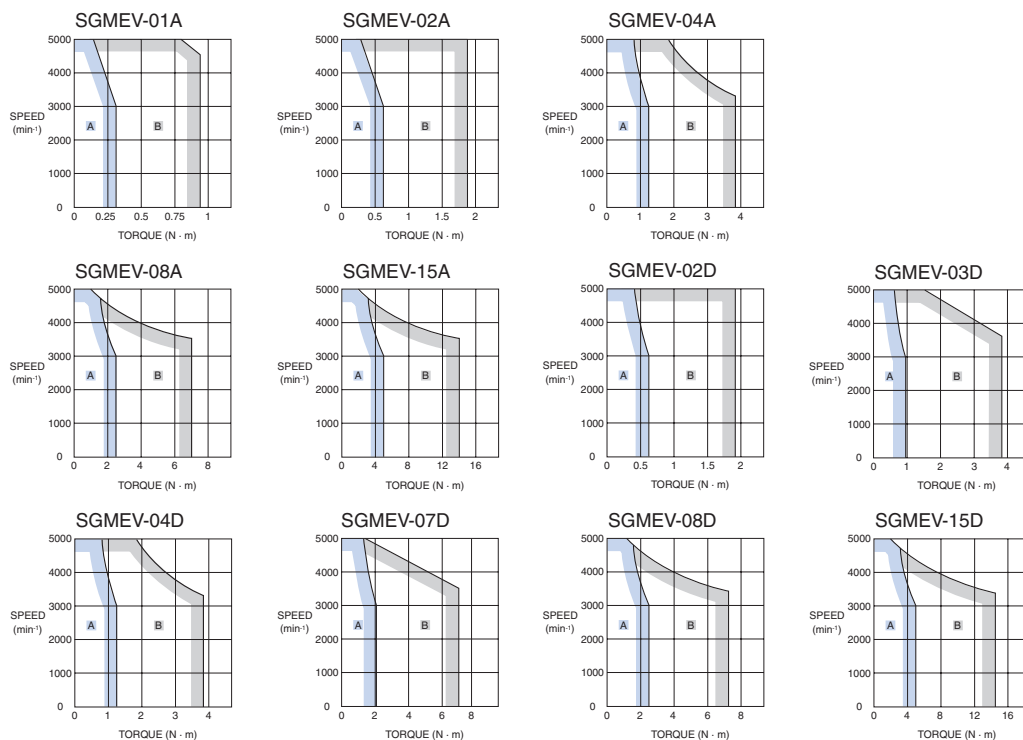 SGMEV-01A
5000
4000
3000
SPEED
(min-1)
A
B
2000
1000
0
0 0.25 0.5 0.75 1
TORQUE (N · m)
SGMEV-02A
5000
4000
3000
SPEED
(min-1)
A
B
2000
1000
0
0 0.5 1 1.5 2
TORQUE (N · m)
SGMEV-04A
5000
4000
3000
SPEED
(min-1)
A
B
2000
1000
0
0 1 2 3 4
TORQUE (N · m)
SGMEV-08A
5000
4000
3000
SPEED
(min-1)
A
B
2000
1000
0
0 2 4 6 8
TORQUE (N · m)
SGMEV-15A
5000
4000
3000
SPEED
(min-1)
A
B
2000
1000
0
0 4 8 12 16
TORQUE (N · m)
SGMEV-02D
5000
4000
3000
SPEED
(min-1)
A
B
2000
1000
0
0 0.5 1 1.5 2
TORQUE (N · m)
SGMEV-03D
5000
4000
3000
SPEED
(min-1)
A
B
2000
1000
0
0 1 2 3 4
TORQUE (N · m)
SGMEV-04D
5000
4000
3000
SPEED
(min-1)
A
B
2000
1000
0
0 1 2 3 4
TORQUE (N · m)
SGMEV-07D
5000
4000
3000
SPEED
(min-1)
A
B
2000
1000
0
0 2 4 6 8
TORQUE (N · m)
SGMEV-08D
5000
4000
3000
SPEED
(min-1)
A
B
2000
1000
0
0 2 4 6 8
TORQUE (N · m)
SGMEV-15D
5000
4000
3000
SPEED
(min-1)
A
B
2000
1000
0
0 4 8 12 16
TORQUE (N · m)